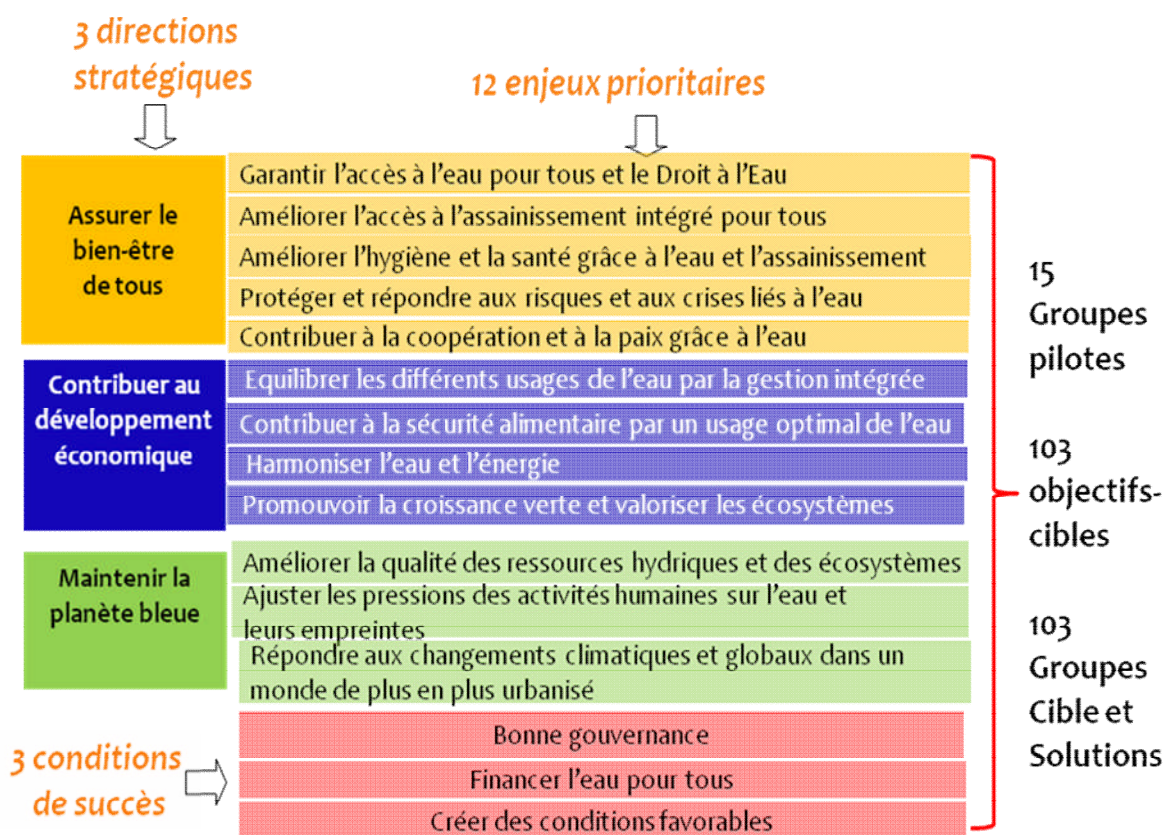 3 directions
stratégiques
12 enjeux prioritaires
Assurer le
bien-être
de tous
Garantir l'accès à l'eau pour tous et le Droit à l'Eau
Améliorer l'accès à l'assainissement intégré pour tous
Améliorer l'hygiène et la santé grâce à l'eau et l'assainissement
Protéger et répondre aux risques et aux crises liés à l'eau
Contribuer à la coopération et à la paix grâce à l'eau
Contribuer au
développement
économique
Equilibrer les différents usages de l'eau par la gestion intégrée
Contribuer à la sécurité alimentaire par un usage optimal de l'eau
Harmoniser l'eau et l'énergie
Promouvoir la croissance verte et valoriser les écosystèmes
Maintenir la
planète bleue
Améliorer la qualité des ressources hydriques et des écosystèmes
Ajuster les pressions des activités humaines sur l'eau et
leurs empreintes
Répondre aux changements climatiques et globaux dans un
monde de plus en plus urbanisé
3 conditions
de succès
Bonne gouvernance
Financer l'eau pour tous
Créer des conditions favorables
15
Groupes
pilotes
103
objectifs-
cibles
103
Groupes
Cible et
Solutions